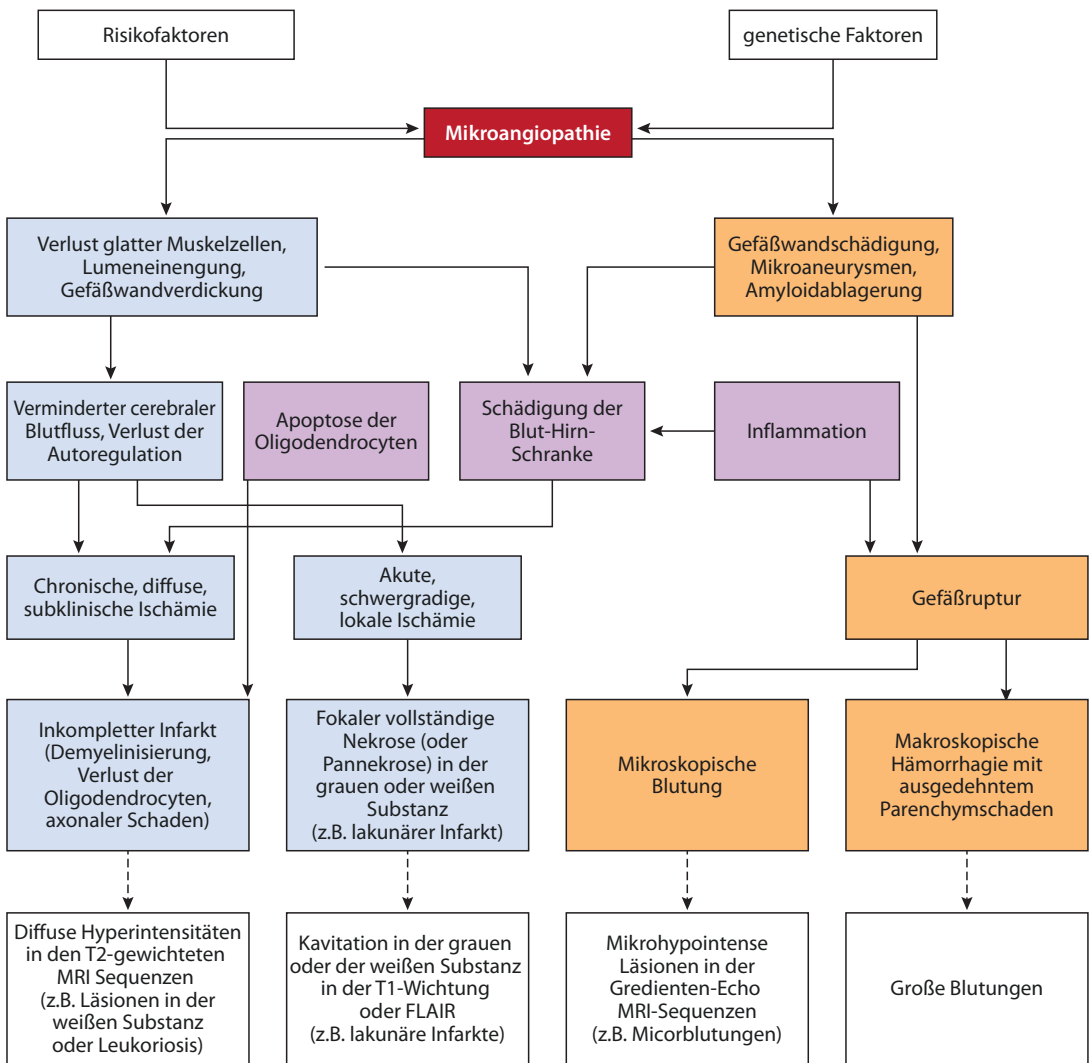 Risikofaktoren
genetische Faktoren
Mikroangiopathie
Verlust glatter Muskelzellen,
Lumeneinengung,
Gefäßwandverdickung
Gefäßwandschädigung,
Mikroaneurysmen,
Amyloidablagerung
Verminderter cerebraler
Blutfluss, Verlust der
Autoregulation
Apoptose der
Oligodendrocyten
Schädigung der
Blut-Hirn-
Schranke
Inflammation
Chronische, diffuse,
subklinische Ischämie
Akute,
schwergradige,
lokale Ischämie
Gefäßruptur
Inkompletter Infarkt
(Demyelinisierung,
Verlust der
Oligodendrocyten,
axonaler Schaden)
Fokaler vollständige
Nekrose (oder
Pannekrose) in der
grauen oder weißen
Substanz
(z.B. lakunärer Infarkt)
Mikroskopische
Blutung
Makroskopische
Hämorrhagie mit
ausgedehntem
Parenchymschaden
Diffuse Hyperintensitäten
in den T2-gewichteten
MRI Sequenzen
(z.B. Läsionen in der
weißen Substanz
oder Leukoriosis)
Kavitation in der grauen
oder der weißen Substanz
in der T1-Wichtung
oder FLAIR
(z.B. lakunäre Infarkte)
Mikrohypointense
Läsionen in der
Gredienten-Echo
MRI-Sequenzen
(z.B. Micorblutungen)
Große Blutungen